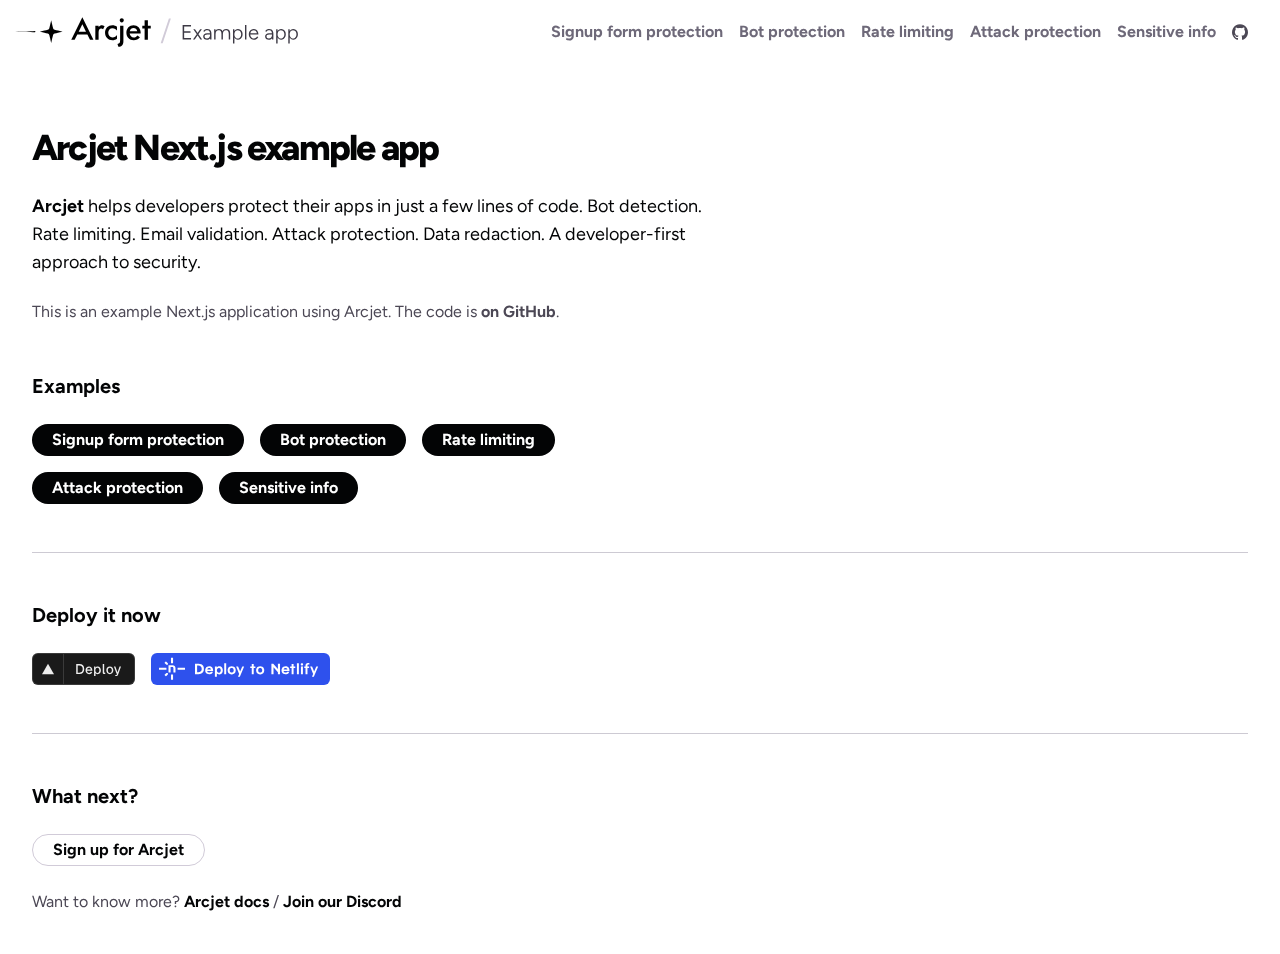 Arcjet / Example app
Signup form protection Bot protection Rate limiting Attack protection Sensitive info
Arcjet Next.js example app
Arcjet helps developers protect their apps in just a few lines of code. Bot detection.
Rate limiting. Email validation. Attack protection. Data redaction. A developer-first
approach to security.
This is an example Next.js application using Arcjet. The code is on GitHub.
Examples
Signup form protection Bot protection Rate limiting
Attack protection Sensitive info
Deploy it now
Deploy Deploy to Netlify
What next?
Sign up for Arcjet
Want to know more? Arcjet docs / Join our Discord